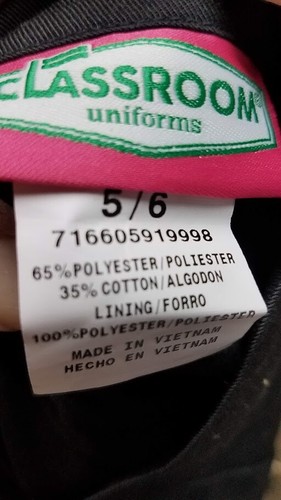 CLASSROOM®
uniforms
5/6
716605919998
65%POLYESTER/POLIESTER
35% COTTON/ALGODON
LINING/FORRO
100%POLYESTER/POLIESTER
MADE IN VIETNAM
HECHO EN VIETNAM